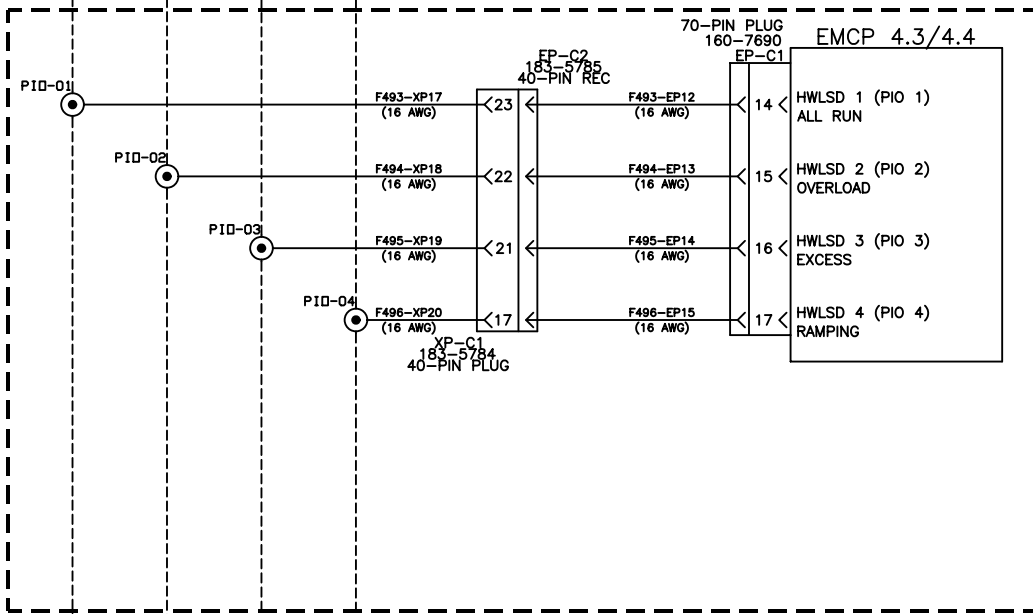 70-PIN PLUG
160-7690
EP-C1
EMCP 4.3/4.4
EP-C2
183-5785
40-PIN REC
PIO-01
F493-XP17
(16 AWG)
23
F493-EP12
(16 AWG)
14
HWLSD 1 (PIO 1)
ALL RUN
PIO-02
F494-XP18
(16 AWG)
22
F494-EP13
(16 AWG)
15
HWLSD 2 (PIO 2)
OVERLOAD
PIO-03
F495-XP19
(16 AWG)
21
F495-EP14
(16 AWG)
16
HWLSD 3 (PIO 3)
EXCESS
PIO-04
F496-XP20
(16 AWG)
17
F496-EP15
(16 AWG)
17
HWLSD 4 (PIO 4)
RAMPING
XP-C1
183-5784
40-PIN PLUG